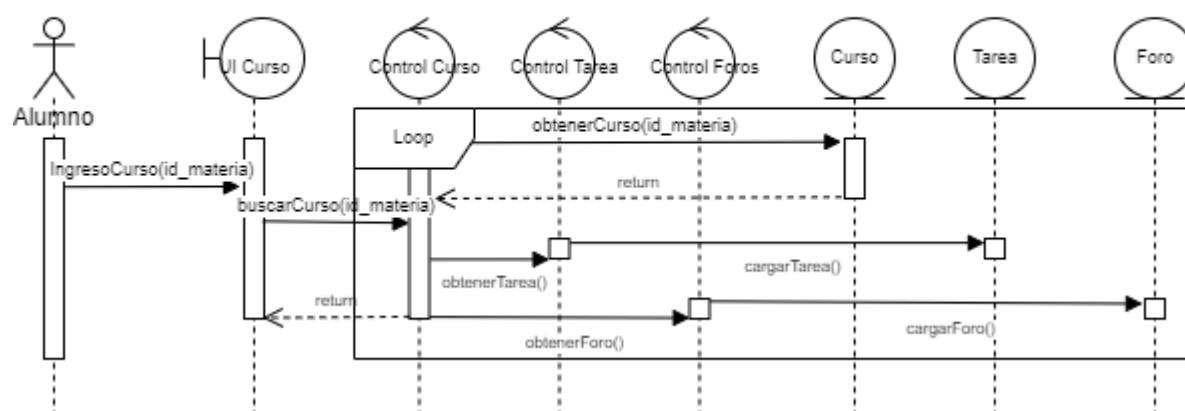 UI Curso
Control Curso
Control Tarea
Control Foros
Curso
Tarea
Foro
Alumno
Loop
obtenerCurso(id_materia)
IngresoCurso(id_materia)
return
buscarCurso(id_materia)
cargarTarea()
obtenerTarea()
return
cargarForo()
obtenerForo()